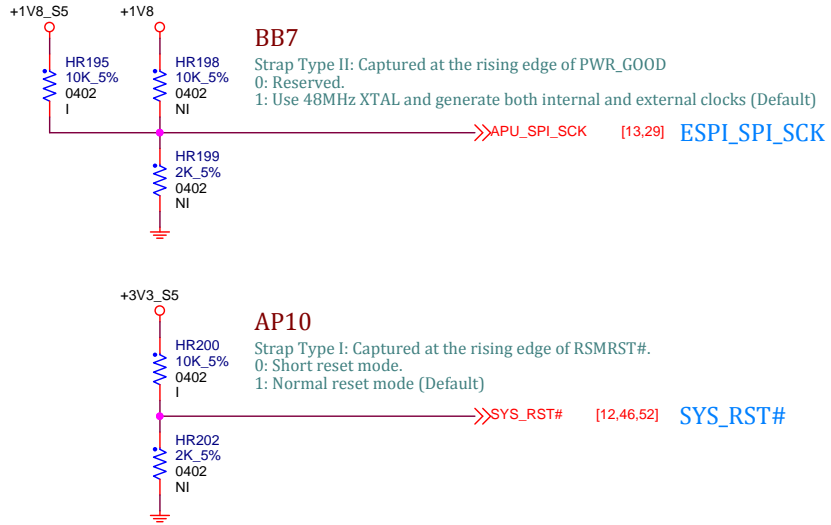 +1V8_S5
+1V8
HR195
10K_5%
0402
I
HR198
10K_5%
0402
NI
BB7
Strap Type II: Captured at the rising edge of PWR_GOOD
0: Reserved.
1: Use 48MHz XTAL and generate both internal and external clocks (Default)
APU_SPI_SCK [13,29] ESPI_SPI_SCK
HR199
2K_5%
0402
NI
+3V3_S5
HR200
10K_5%
0402
I
AP10
Strap Type I: Captured at the rising edge of RSMRST#.
0: Short reset mode.
1: Normal reset mode (Default)
SYS_RST# [12,46,52] SYS_RST#
HR202
2K_5%
0402
NI